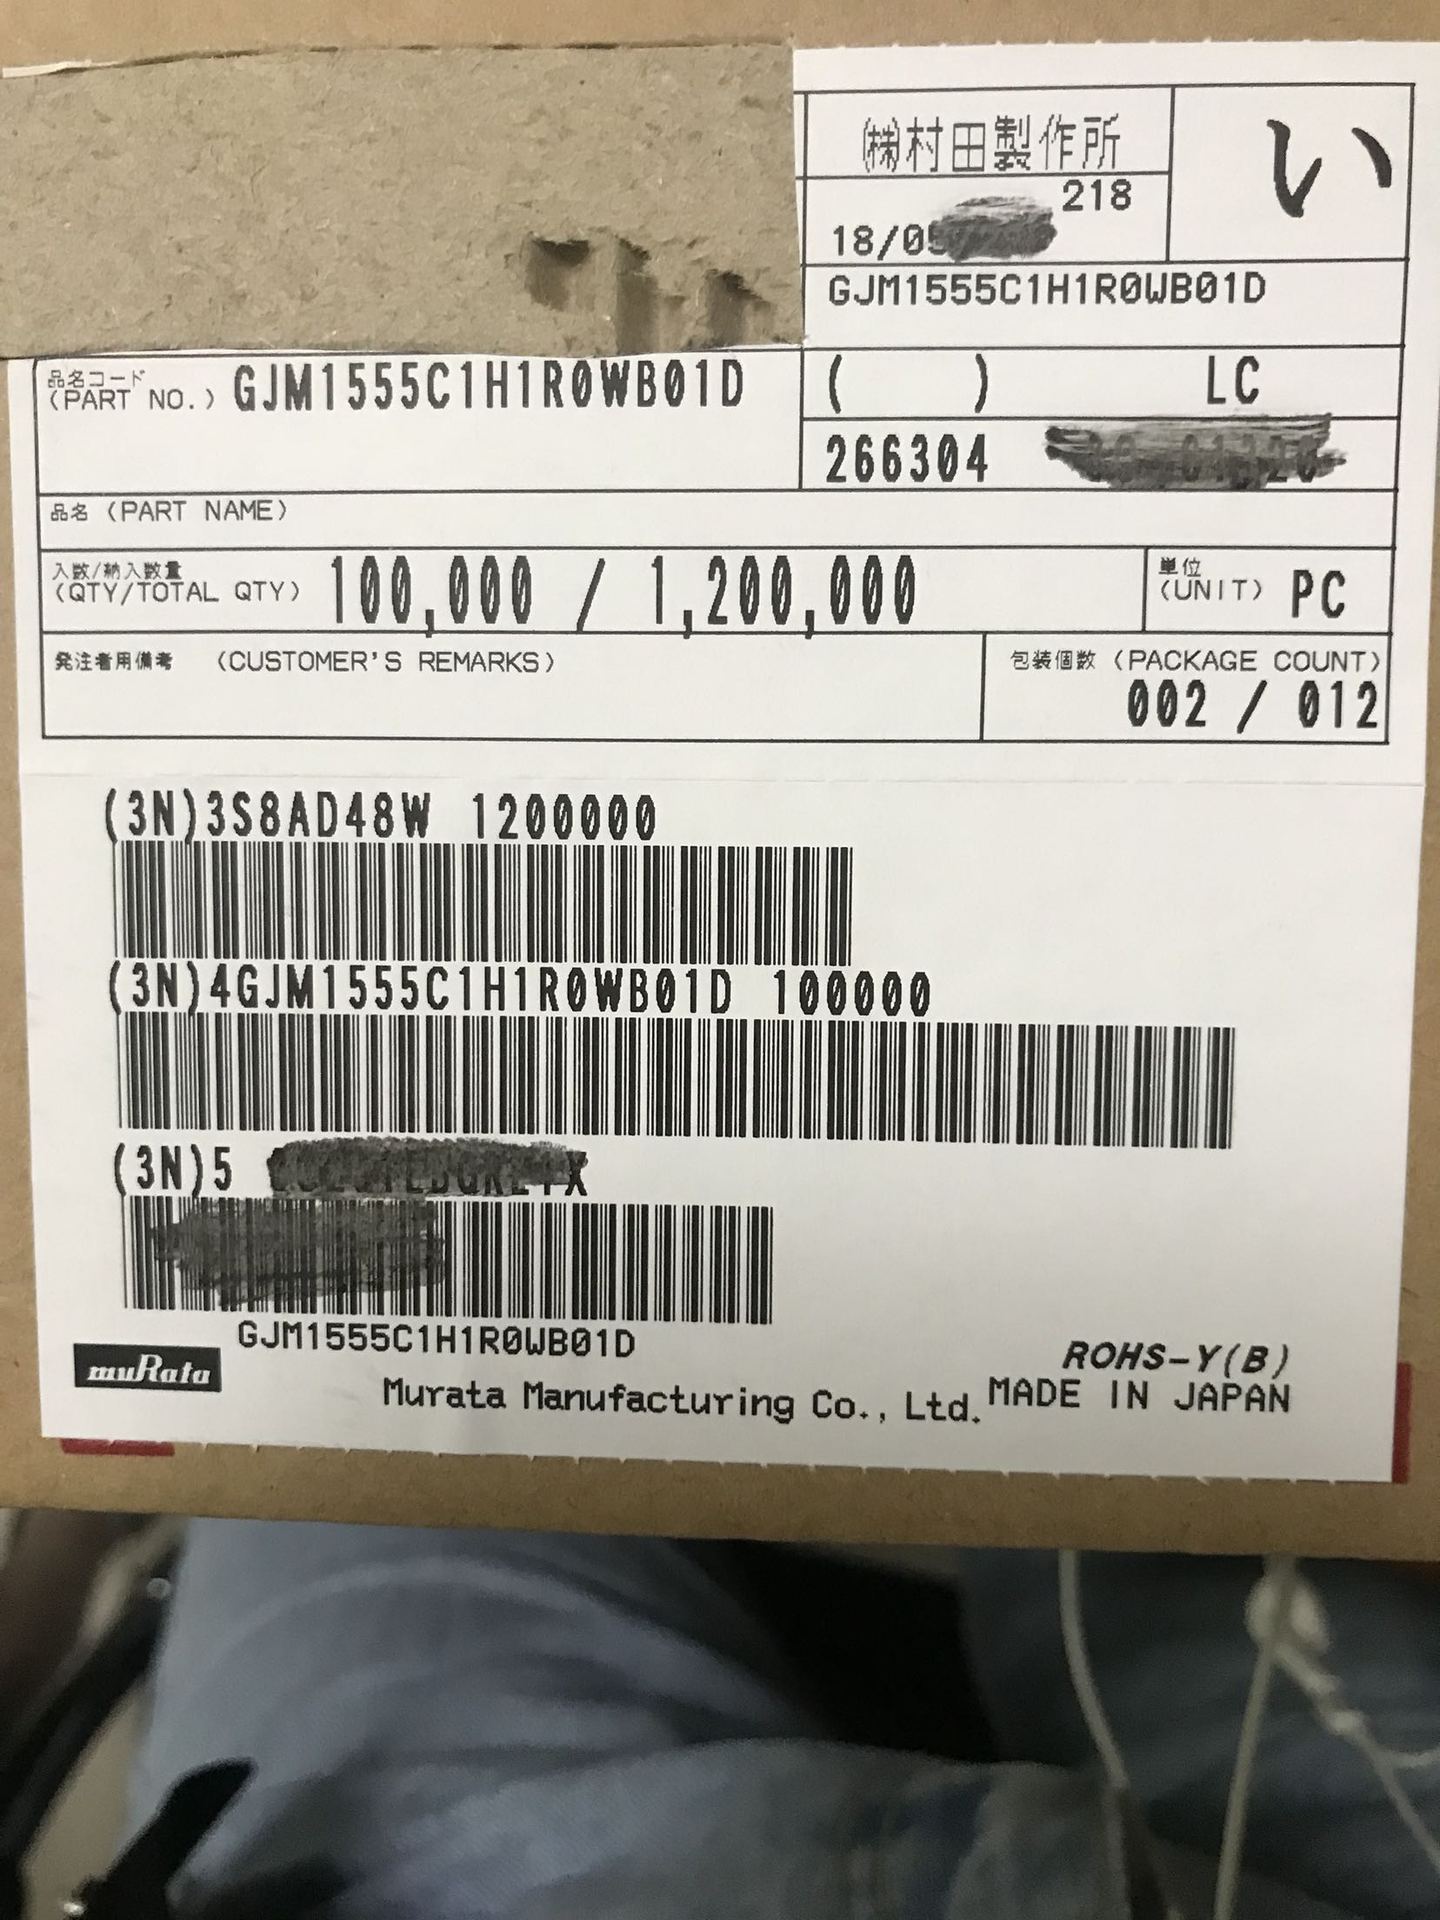 ㈱村田製作所
い
218
18/0
GJM1555C1H1R0WB01D
品名コード
(PART NO.) GJM1555C1H1R0WB01D
( ) LC
266304
品名 (PART NAME)
入数/納入数量
(QTY/TOTAL QTY) 100,000 / 1,200,000
単位
(UNIT) PC
発注者用備考 (CUSTOMER'S REMARKS)
包装個数 (PACKAGE COUNT)
002 / 012
(3N)3S8AD48W 1200000
(3N)4GJM1555C1H1R0WB01D 100000
(3N)5
GJM1555C1H1R0WB01D
muRata
Murata Manufacturing Co., Ltd.
ROHS-Y(B)
MADE IN JAPAN